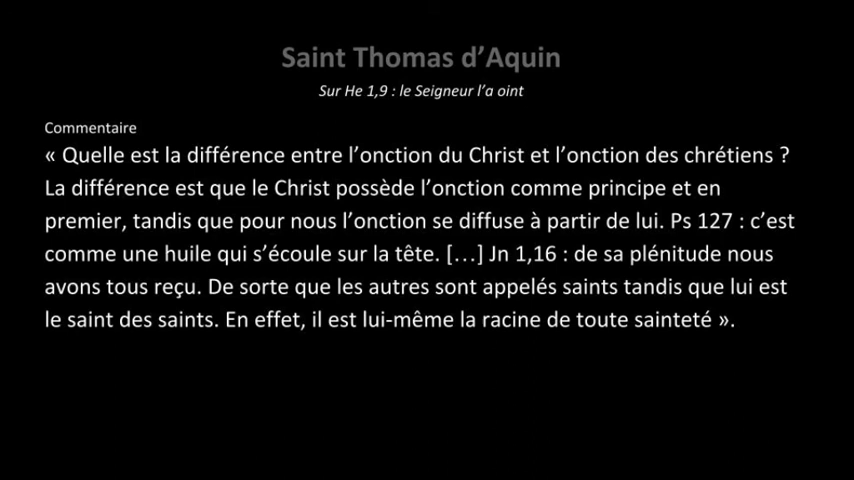 Saint Thomas d’Aquin
Sur He 1,9 : le Seigneur l’a oint
Commentaire
« Quelle est la différence entre l’onction du Christ et l’onction des chrétiens ?
La différence est que le Christ possède l’onction comme principe et en
premier, tandis que pour nous l’onction se diffuse à partir de lui. Ps 127 : c’est
comme une huile qui s’écoule sur la tête. […] Jn 1,16 : de sa plénitude nous
avons tous reçu. De sorte que les autres sont appelés saints tandis que lui est
le saint des saints. En effet, il est lui-même la racine de toute sainteté ».